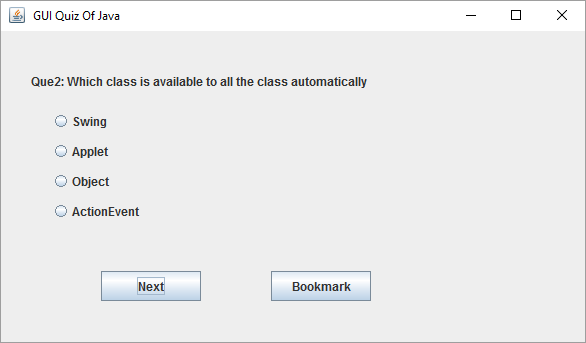 GUI Quiz Of Java
Que2: Which class is available to all the class automatically
Swing
Applet
Object
ActionEvent
Next
Bookmark